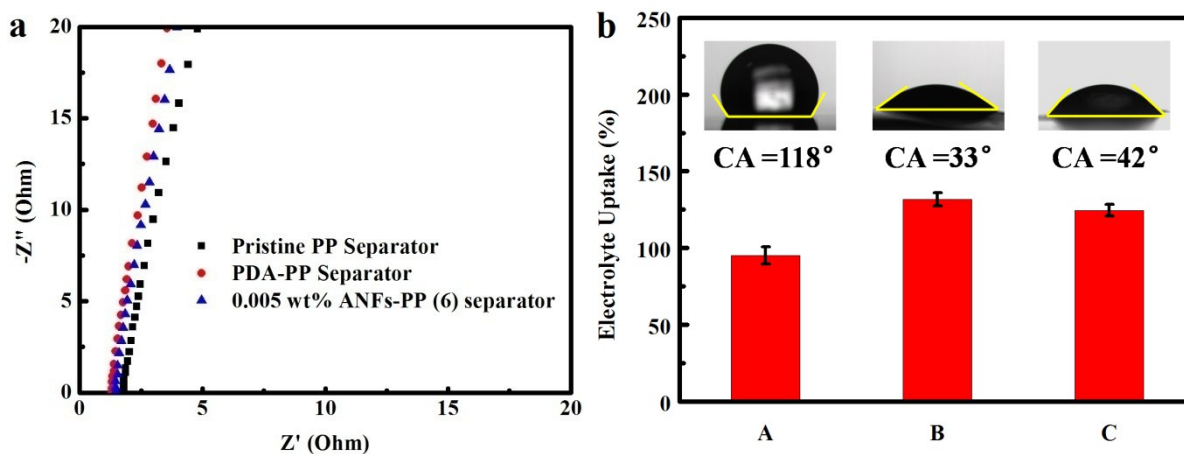 a
20
15
10
5
0
-Z" (Ohm)
Pristine PP Separator
PDA-PP Separator
0.005 wt% ANFs-PP (6) separator
0
5
10
15
20
Z' (Ohm)
b
250
200
150
100
50
0
Electrolyte Uptake (%)
CA =118°
CA =33°
CA =42°
A
B
C